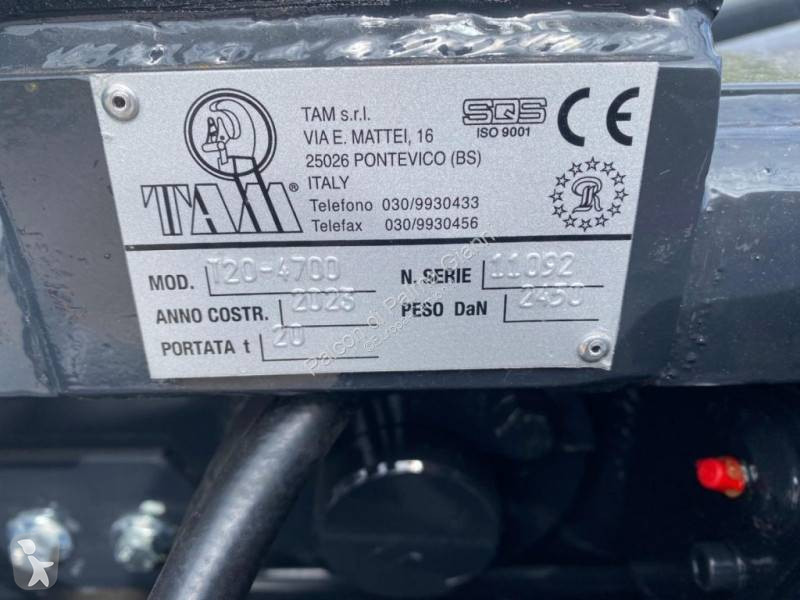 TAM®
TAM s.r.l.
VIA E. MATTEI, 16
25026 PONTEVICO (BS)
ITALY
Telefono 030/9930433
Telefax 030/9930456
SQS
ISO 9001
CE
MOD. T20-4700
N. SERIE 11092
ANNO COSTR. 2023
PESO DaN 2450
PORTATA t 20